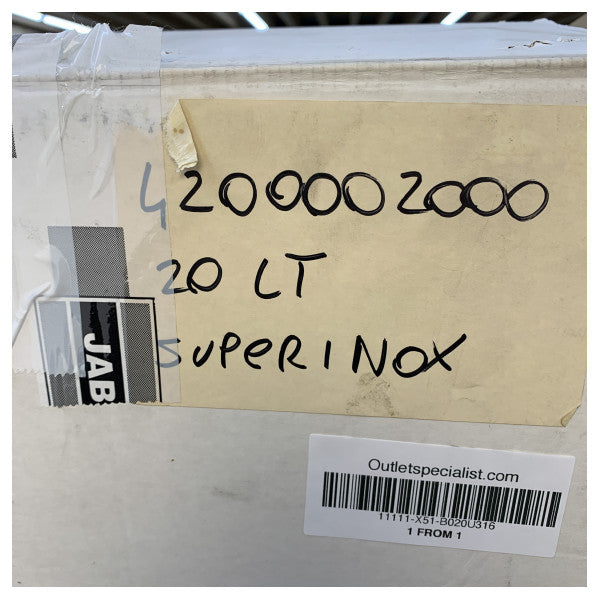 4200002000
20 LT
SUPERINOX
JAB
Outletspecialist.com
11111-X51-B020U316
1 FROM 1